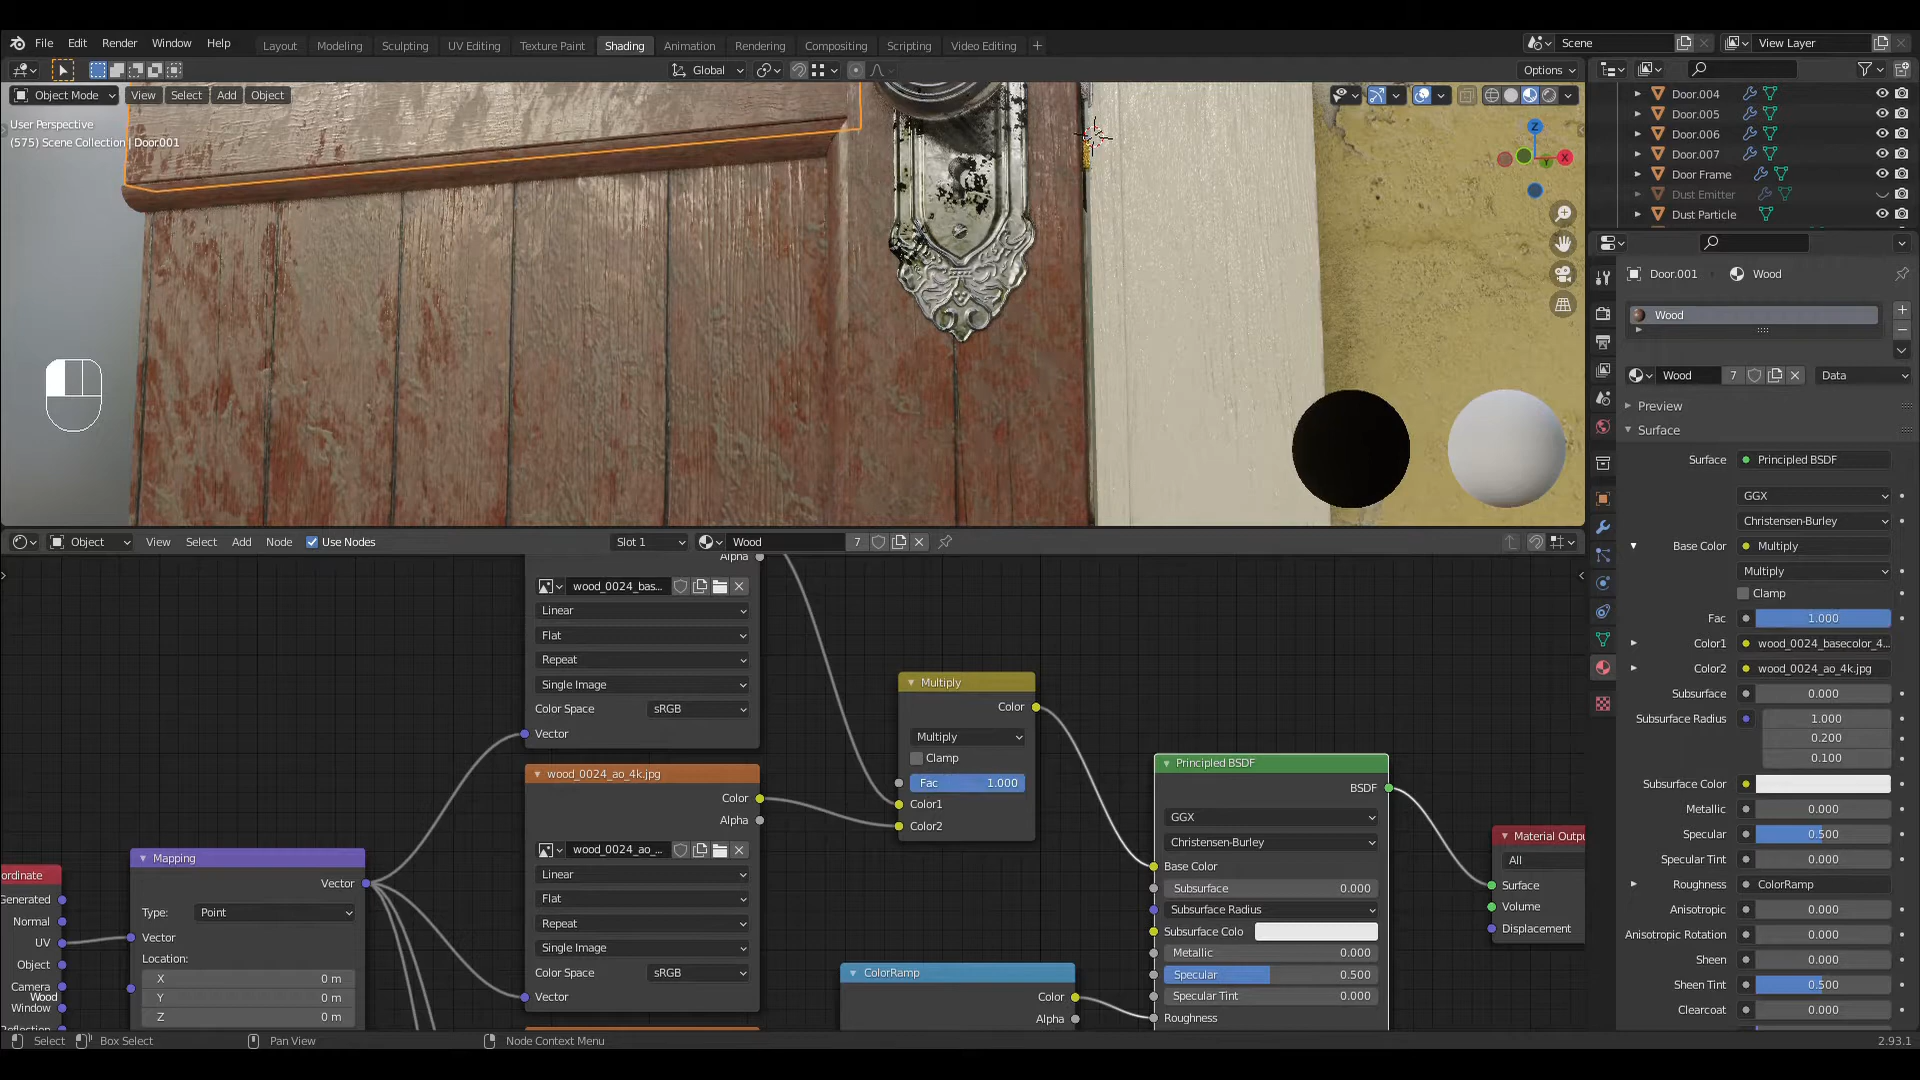 File Edit Render Window Help
Layout Modeling Sculpting UV Editing Texture Paint Shading Animation Rendering Compositing Scripting Video Editing +
Scene
View Layer
Global
Options
Object Mode View Select Add Object
User Perspective
(575) Scene Collection | Door.001
Z
X
Y
Door.004
Door.005
Door.006
Door.007
Door Frame
Dust Emitter
Dust Particle
Door.001 Wood
Wood
Wood 7 Data
Preview
Surface
Surface Principled BSDF
GGX
Christensen-Burley
Base Color Multiply
Multiply
Clamp
Fac 1.000
Color1 wood_0024_basecolor_4...
Color2 wood_0024_ao_4k.jpg
Subsurface 0.000
Subsurface Radius 1.000
0.200
0.100
Subsurface Color
Metallic 0.000
Specular 0.500
Specular Tint 0.000
Roughness ColorRamp
Anisotropic 0.000
Anisotropic Rotation 0.000
Sheen 0.000
Sheen Tint 0.500
Clearcoat 0.000
Object View Select Add Node Use Nodes Slot 1 Wood 7
Alpha
wood_0024_bas...
Linear
Flat
Repeat
Single Image
Color Space sRGB
Vector
wood_0024_ao_4k.jpg
Color
Alpha
wood_0024_ao_...
Linear
Flat
Repeat
Single Image
Color Space sRGB
Vector
Multiply
Color
Multiply
Clamp
Fac 1.000
Color1
Color2
Principled BSDF
BSDF
GGX
Christensen-Burley
Base Color
Subsurface 0.000
Subsurface Radius
Subsurface Colo
Metallic 0.000
Specular 0.500
Specular Tint 0.000
Roughness
Material Outpu
All
Surface
Volume
Displacement
ColorRamp
Color
Alpha
Mapping
Vector
Type: Point
Vector
Location:
X 0 m
Y 0 m
Z 0 m
ordinate
Generated
Normal
UV
Object
Camera
Wood
Window
Reflection
Select Box Select Pan View Node Context Menu 2.93.1